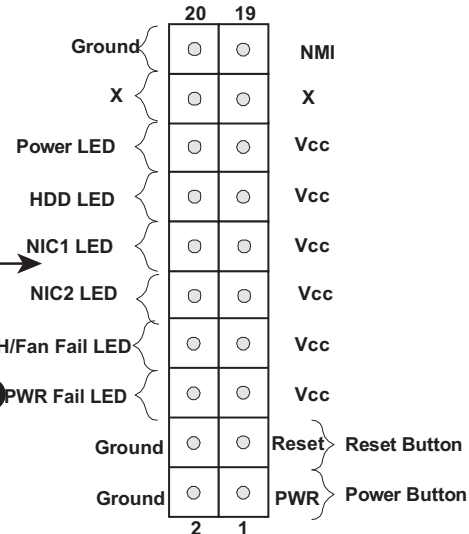 20 19
Ground NMI
X X
Power LED Vcc
HDD LED Vcc
NIC1 LED Vcc
NIC2 LED Vcc
H/Fan Fail LED Vcc
PWR Fail LED Vcc
Ground Reset Reset Button
Ground PWR Power Button
2 1